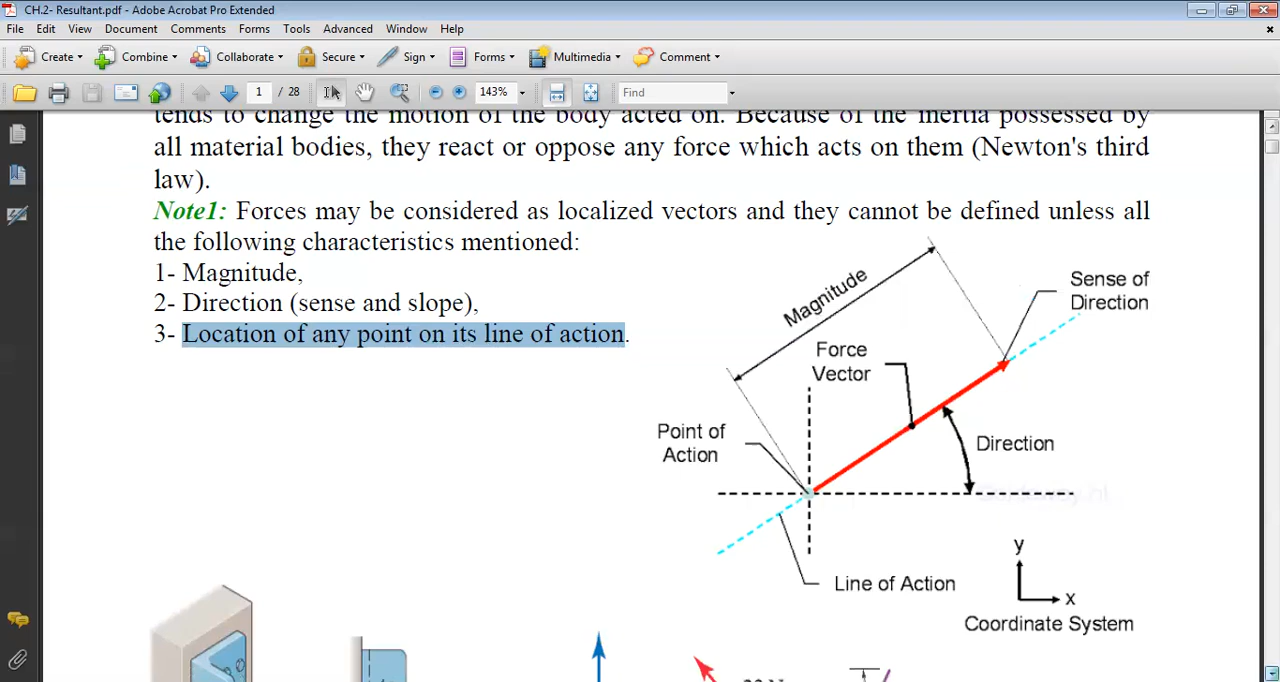 CH.2- Resultant.pdf - Adobe Acrobat Pro Extended
File Edit View Document Comments Forms Tools Advanced Window Help
Create Combine Collaborate Secure Sign Forms Multimedia Comment
1 / 28 143% Find
tends to change the motion of the body acted on. Because of the inertia possessed by
all material bodies, they react or oppose any force which acts on them (Newton's third
law).
Note1: Forces may be considered as localized vectors and they cannot be defined unless all
the following characteristics mentioned:
1- Magnitude,
2- Direction (sense and slope),
3- Location of any point on its line of action.
Magnitude
Sense of
Direction
Force
Vector
Point of
Action
Direction
Line of Action
y
x
Coordinate System